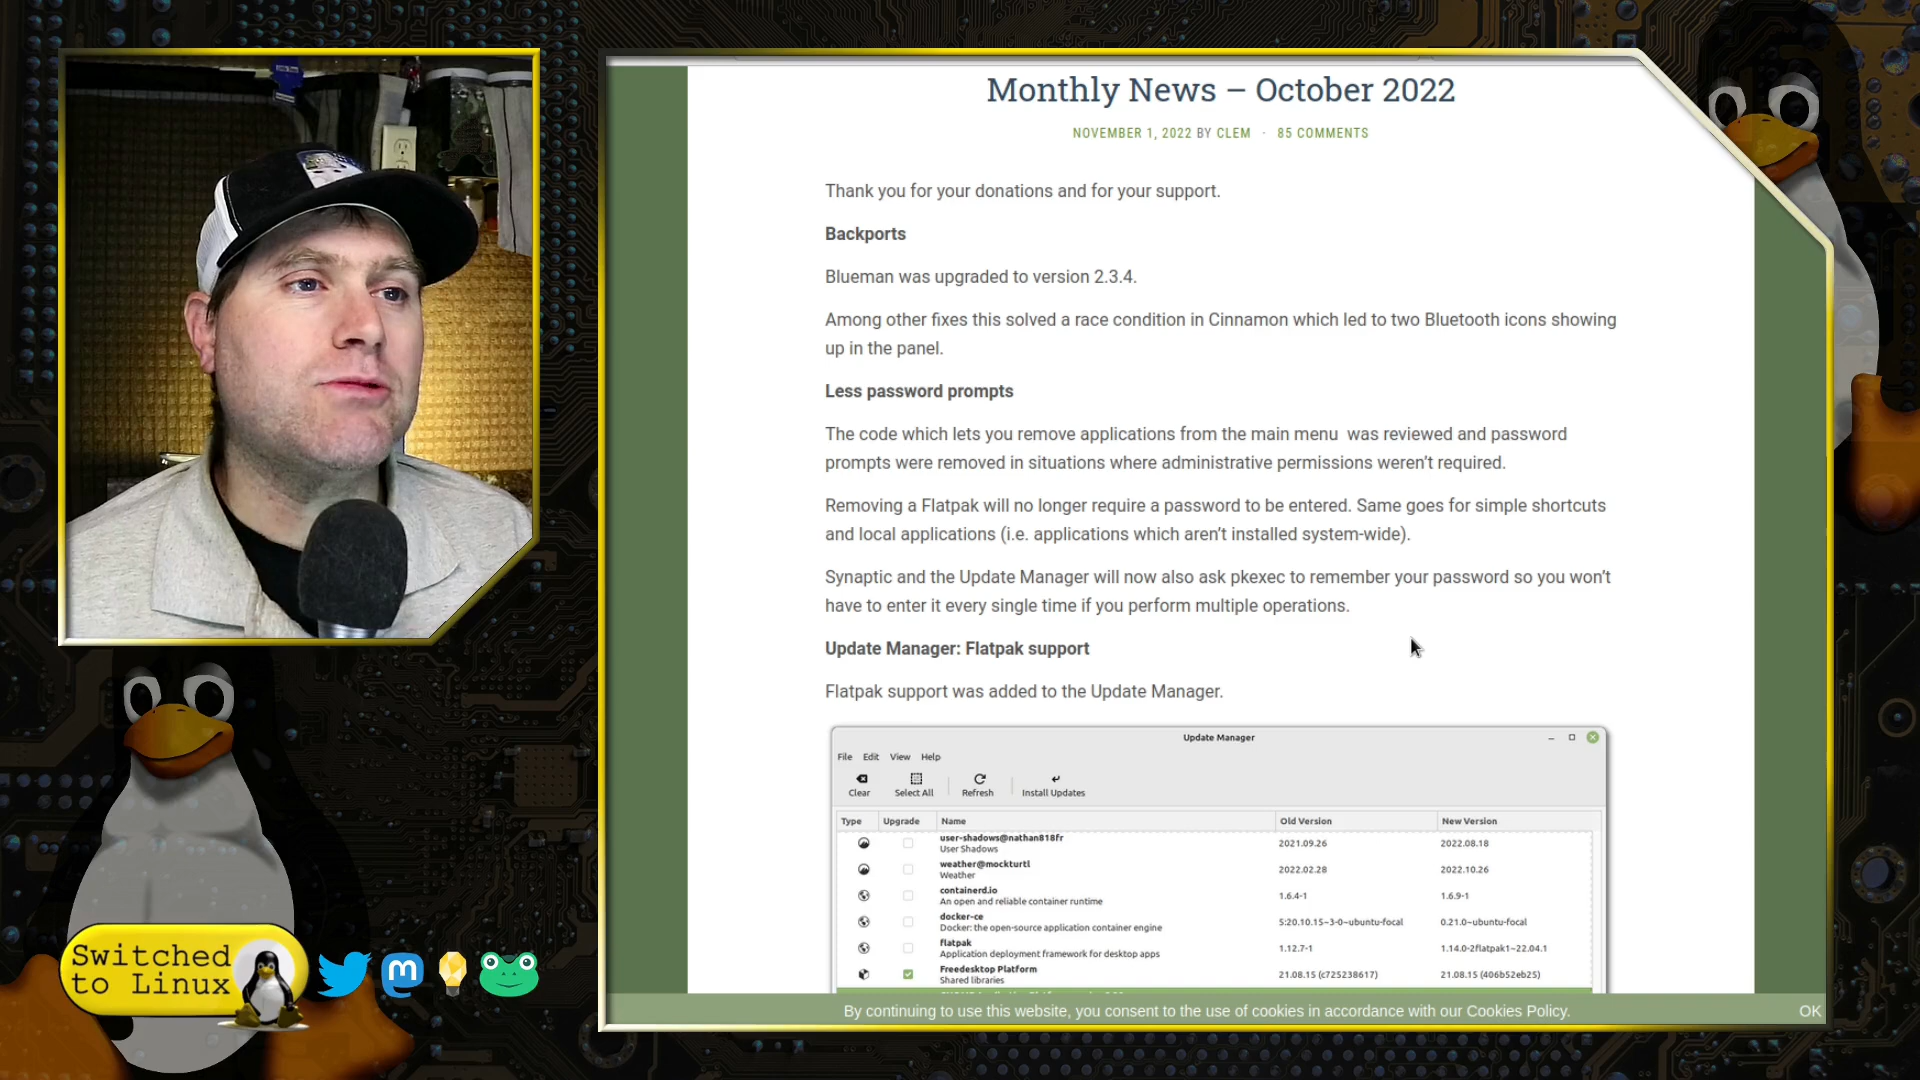 Monthly News – October 2022
NOVEMBER 1, 2022 BY CLEM · 85 COMMENTS
Thank you for your donations and for your support.
Backports
Blueman was upgraded to version 2.3.4.
Among other fixes this solved a race condition in Cinnamon which led to two Bluetooth icons showing
up in the panel.
Less password prompts
The code which lets you remove applications from the main menu was reviewed and password
prompts were removed in situations where administrative permissions weren't required.
Removing a Flatpak will no longer require a password to be entered. Same goes for simple shortcuts
and local applications (i.e. applications which aren't installed system-wide).
Synaptic and the Update Manager will now also ask pkexec to remember your password so you won't
have to enter it every single time if you perform multiple operations.
Update Manager: Flatpak support
Flatpak support was added to the Update Manager.
Update Manager
File Edit View Help
Clear Select All Refresh Install Updates
Type Upgrade Name Old Version New Version
user-shadows@nathan818fr 2021.09.26 2022.08.18
User Shadows
weather@mockturtl 2022.02.28 2022.10.26
Weather
containerd.io 1.6.4-1 1.6.9-1
An open and reliable container runtime
docker-ce 5:20.10.15~3-0~ubuntu-focal 0.21.0~ubuntu-focal
Docker: the open-source application container engine
flatpak 1.12.7-1 1.14.0-2flatpak1~22.04.1
Application deployment framework for desktop apps
Freedesktop Platform 21.08.15 (c725238617) 21.08.15 (406b52eb25)
Shared libraries
By continuing to use this website, you consent to the use of cookies in accordance with our Cookies Policy. OK
Switched
to Linux